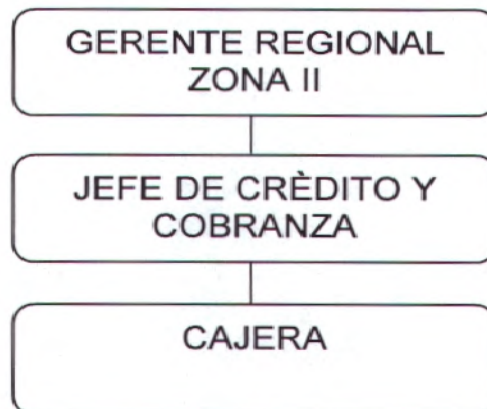 GERENTE REGIONAL
ZONA II
JEFE DE CRÈDITO Y
COBRANZA
CAJERA